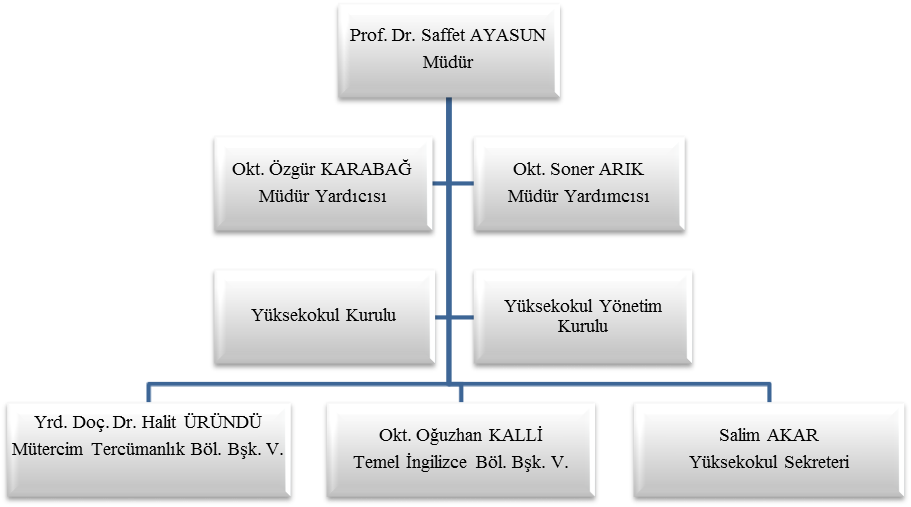 Prof. Dr. Saffet AYASUN
Müdür
Okt. Özgür KARABAĞ
Müdür Yardıcısı
Okt. Soner ARIK
Müdür Yardımcısı
Yüksekokul Kurulu
Yüksekokul Yönetim
Kurulu
Yrd. Doç. Dr. Halit ÜRÜNDÜ
Mütercim Tercümanlık Böl. Bşk. V.
Okt. Oğuzhan KALLİ
Temel İngilizce Böl. Bşk. V.
Salim AKAR
Yüksekokul Sekreteri